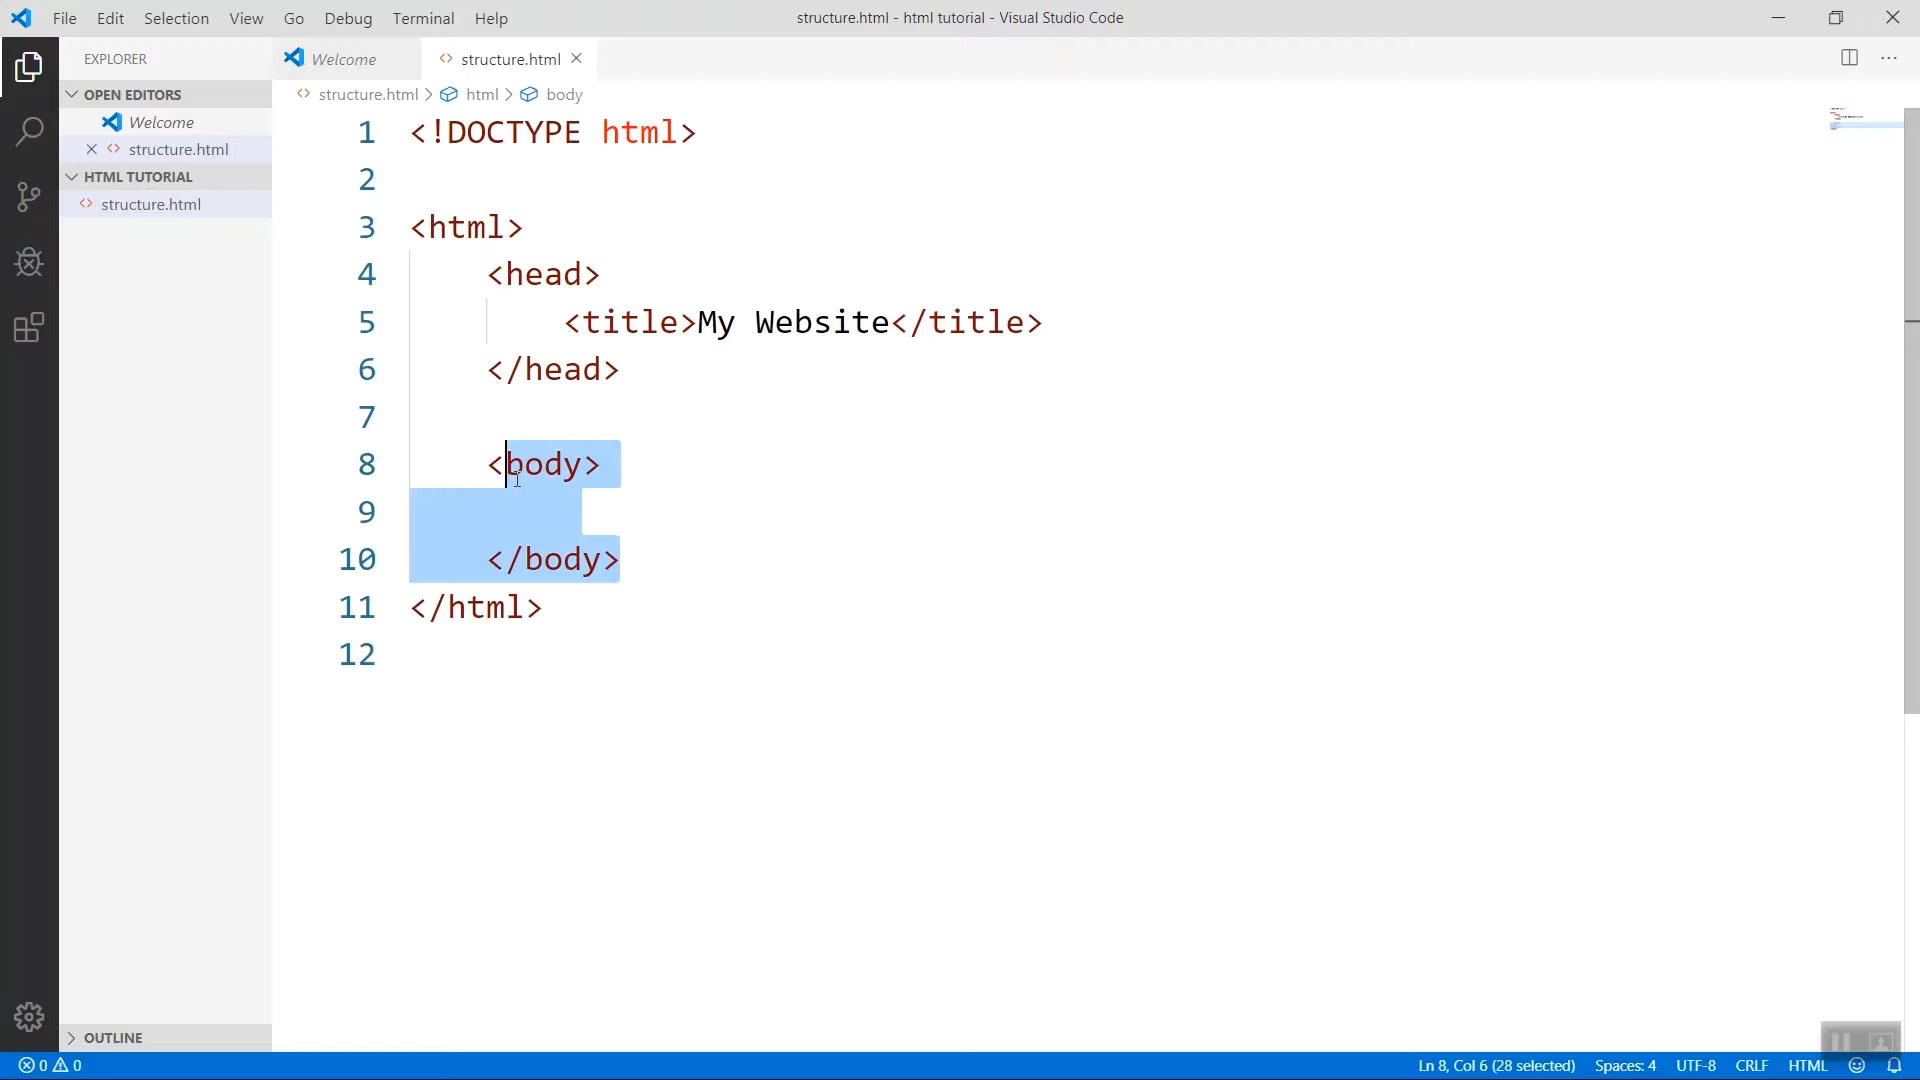 File Edit Selection View Go Debug Terminal Help structure.html - html tutorial - Visual Studio Code
EXPLORER
OPEN EDITORS
Welcome
structure.html
HTML TUTORIAL
structure.html
OUTLINE
Welcome structure.html
structure.html > html > body
1 <!DOCTYPE html>
2
3 <html>
4 <head>
5 <title>My Website</title>
6 </head>
7
8 <body>
9
10 </body>
11 </html>
12
0 0 Ln 8, Col 6 (28 selected) Spaces: 4 UTF-8 CRLF HTML